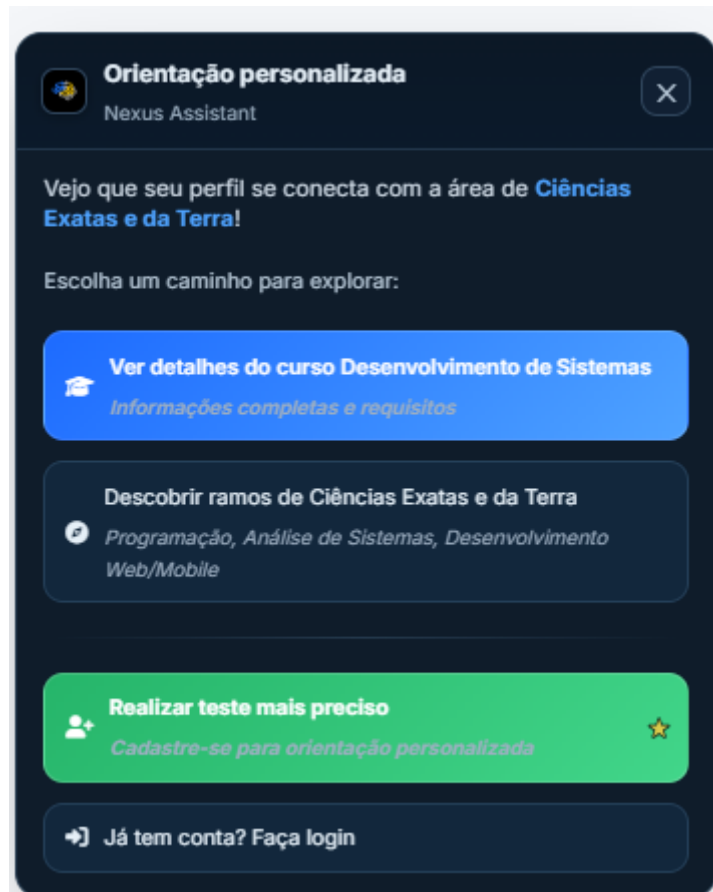 Orientação personalizada
Nexus Assistant
Vejo que seu perfil se conecta com a área de Ciências
Exatas e da Terra!
Escolha um caminho para explorar:
Ver detalhes do curso Desenvolvimento de Sistemas
Informações completas e requisitos
Descobrir ramos de Ciências Exatas e da Terra
Programação, Análise de Sistemas, Desenvolvimento
Web/Mobile
Realizar teste mais preciso
Cadastre-se para orientação personalizada
Já tem conta? Faça login